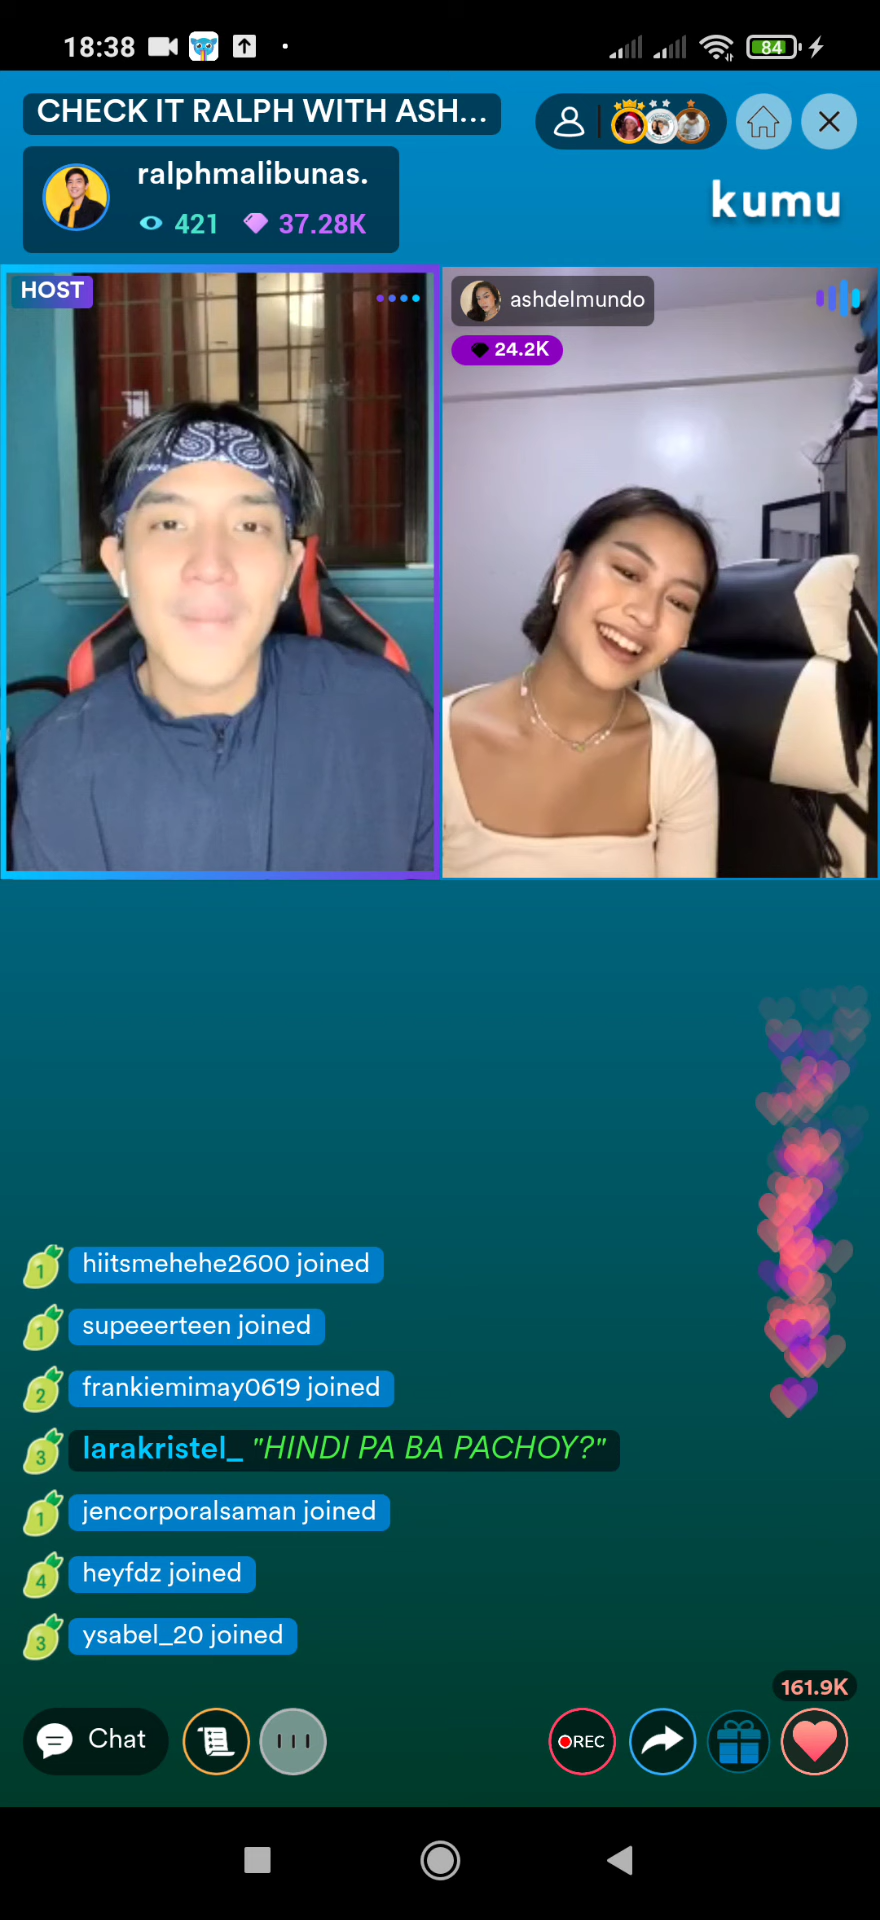 18:38
84
CHECK IT RALPH WITH ASH...
ralphmalibunas.
421 37.28K
kumu
HOST
ashdelmundo
24.2K
1 hiitsmehehe2600 joined
1 supeeerteen joined
2 frankiemimay0619 joined
3 larakristel_ "HINDI PA BA PACHOY?"
1 jencorporalsaman joined
4 heyfdz joined
3 ysabel_20 joined
161.9K
Chat
REC